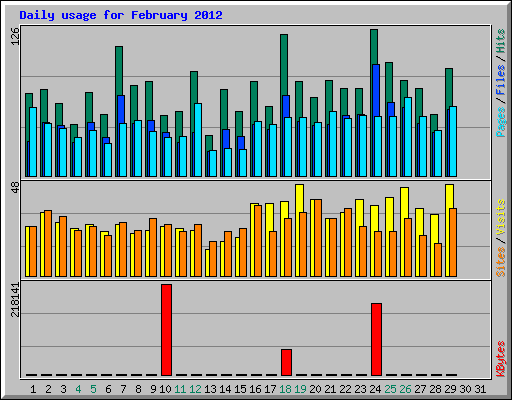 Daily usage for February 2012
126
Pages/Files/Hits
48
Sites/Visits
218141
KBytes
1 2 3 4 5 6 7 8 9 10 11 12 13 14 15 16 17 18 19 20 21 22 23 24 25 26 27 28 29 30 31